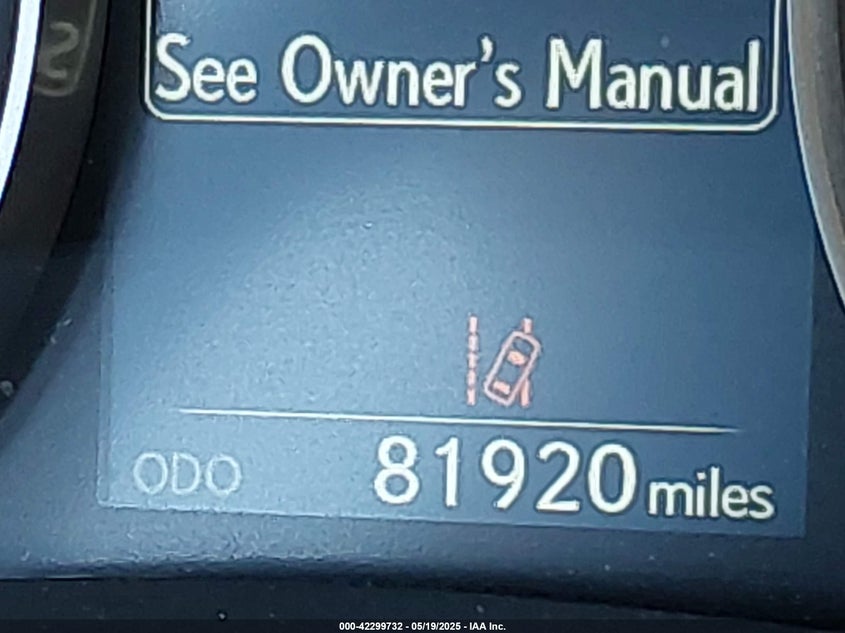 See Owner's Manual
ODO 81920 miles
000-42299732 - 05/19/2025 - IAA Inc.